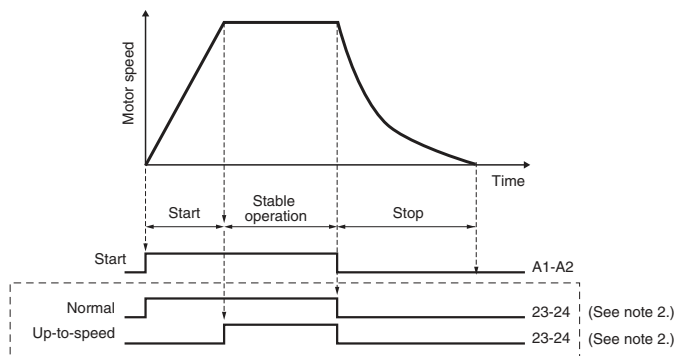 Motor speed
Time
Start
Stable
operation
Stop
Start
A1-A2
Normal
23-24 (See note 2.)
Up-to-speed
23-24 (See note 2.)